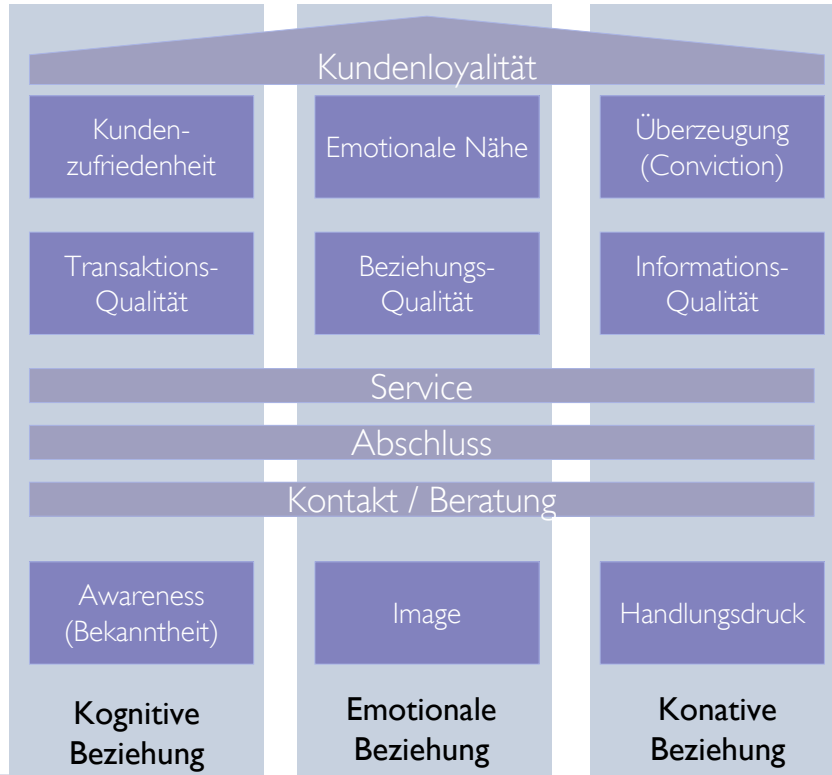 Kundenloyalität
Kunden-
zufriedenheit
Emotionale Nähe
Überzeugung
(Conviction)
Transaktions-
Qualität
Beziehungs-
Qualität
Informations-
Qualität
Service
Abschluss
Kontakt / Beratung
Awareness
(Bekanntheit)
Image
Handlungsdruck
Kognitive
Beziehung
Emotionale
Beziehung
Konative
Beziehung